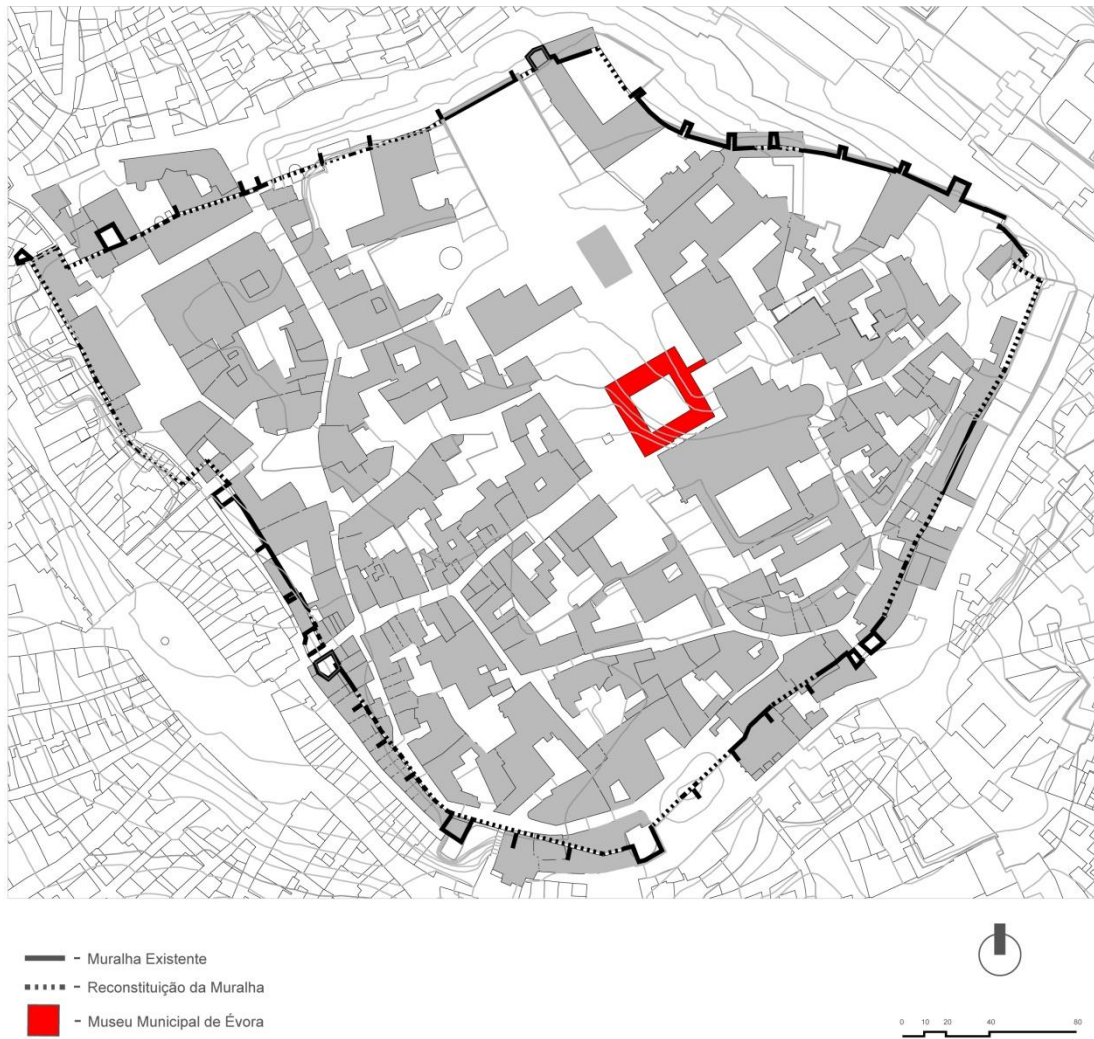 - Muralha Existente
- Reconstituição da Muralha
- Museu Municipal de Évora
0 10 20 40 80